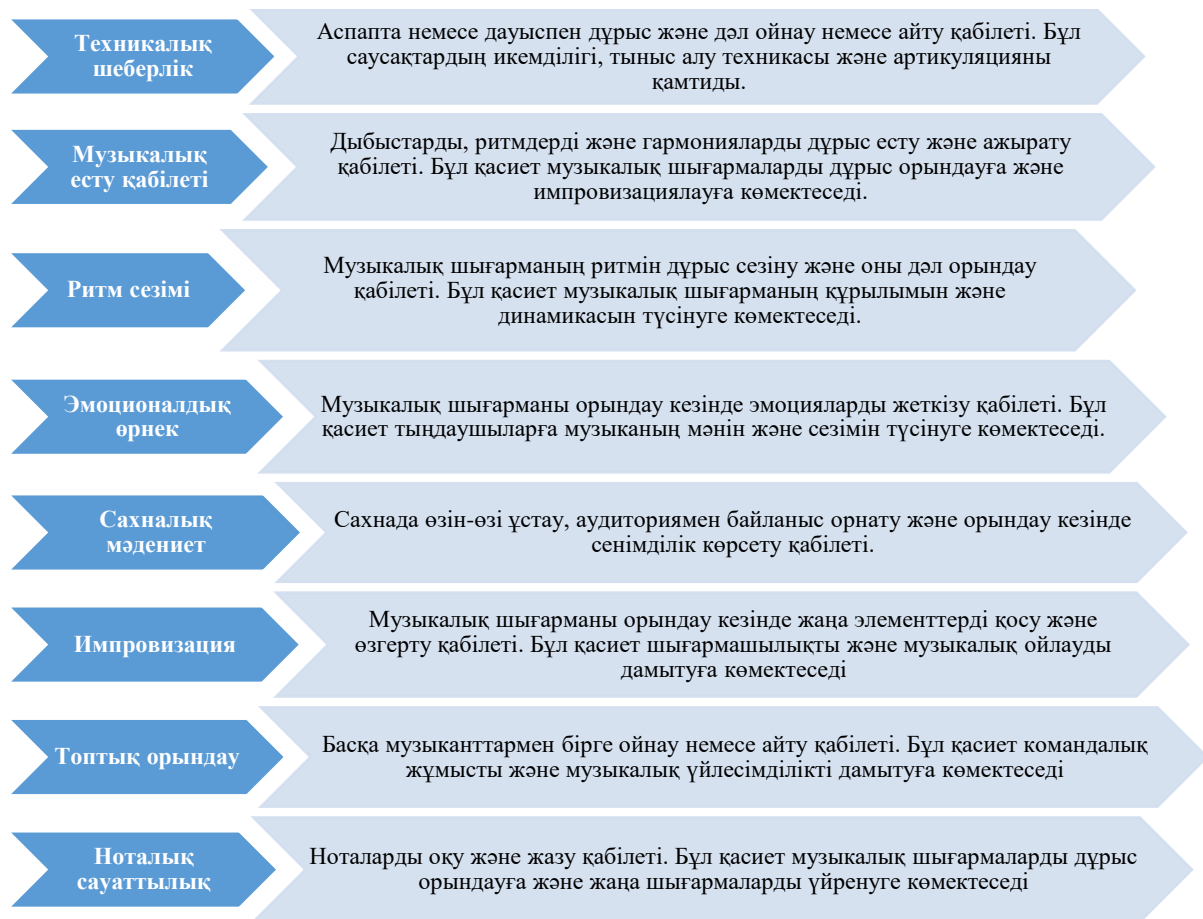 Техникалық
шеберлік
Аспапта немесе дауыспен дұрыс және дәл ойнау немесе айту қабілеті. Бұл
саусақтардың икемділігі, тыныс алу техникасы және артикуляцияны
қамтиды.
Музыкалық
есту қабілеті
Дыбыстарды, ритмдерді және гармонияларды дұрыс есту және ажырату
қабілеті. Бұл қасиет музыкалық шығармаларды дұрыс орындауға және
импровизациялауға көмектеседі.
Ритм сезімі
Музыкалық шығарманың ритмін дұрыс сезіну және оны дәл орындау
қабілеті. Бұл қасиет музыкалық шығарманың құрылымын және
динамикасын түсінуге көмектеседі.
Эмоционалдық
өрнек
Музыкалық шығарманы орындау кезінде эмоцияларды жеткізу қабілеті. Бұл
қасиет тыңдаушыларға музыканың мәнін және сезімін түсінуге көмектеседі.
Сахналық
мәдениет
Сахнада өзін-өзі ұстау, аудиториямен байланыс орнату және орындау кезінде
сенімділік көрсету қабілеті.
Импровизация
Музыкалық шығарманы орындау кезінде жаңа элементтерді қосу және
өзгерту қабілеті. Бұл қасиет шығармашылықты және музыкалық ойлауды
дамытуға көмектеседі
Топтық орындау
Басқа музыканттармен бірге ойнау немесе айту қабілеті. Бұл қасиет командалық
жұмысты және музыкалық үйлесімділікті дамытуға көмектеседі
Ноталық
сауаттылық
Ноталарды оқу және жазу қабілеті. Бұл қасиет музыкалық шығармаларды дұрыс
орындауға және жаңа шығармаларды үйренуге көмектеседі